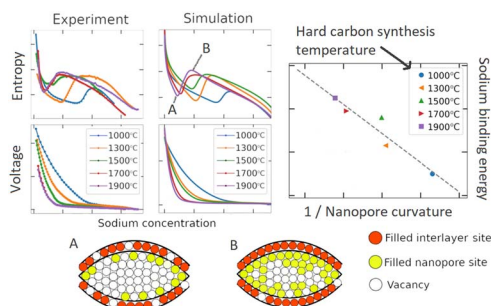 Experiment
Simulation
Hard carbon synthesis
temperature
Entropy
B
A
1000°C
1300°C
1500°C
1700°C
1900°C
Sodium binding energy
Voltage
1000°C
1300°C
1500°C
1700°C
1900°C
1000°C
1300°C
1500°C
1700°C
1900°C
1 / Nanopore curvature
Sodium concentration
A
B
Filled interlayer site
Filled nanopore site
Vacancy